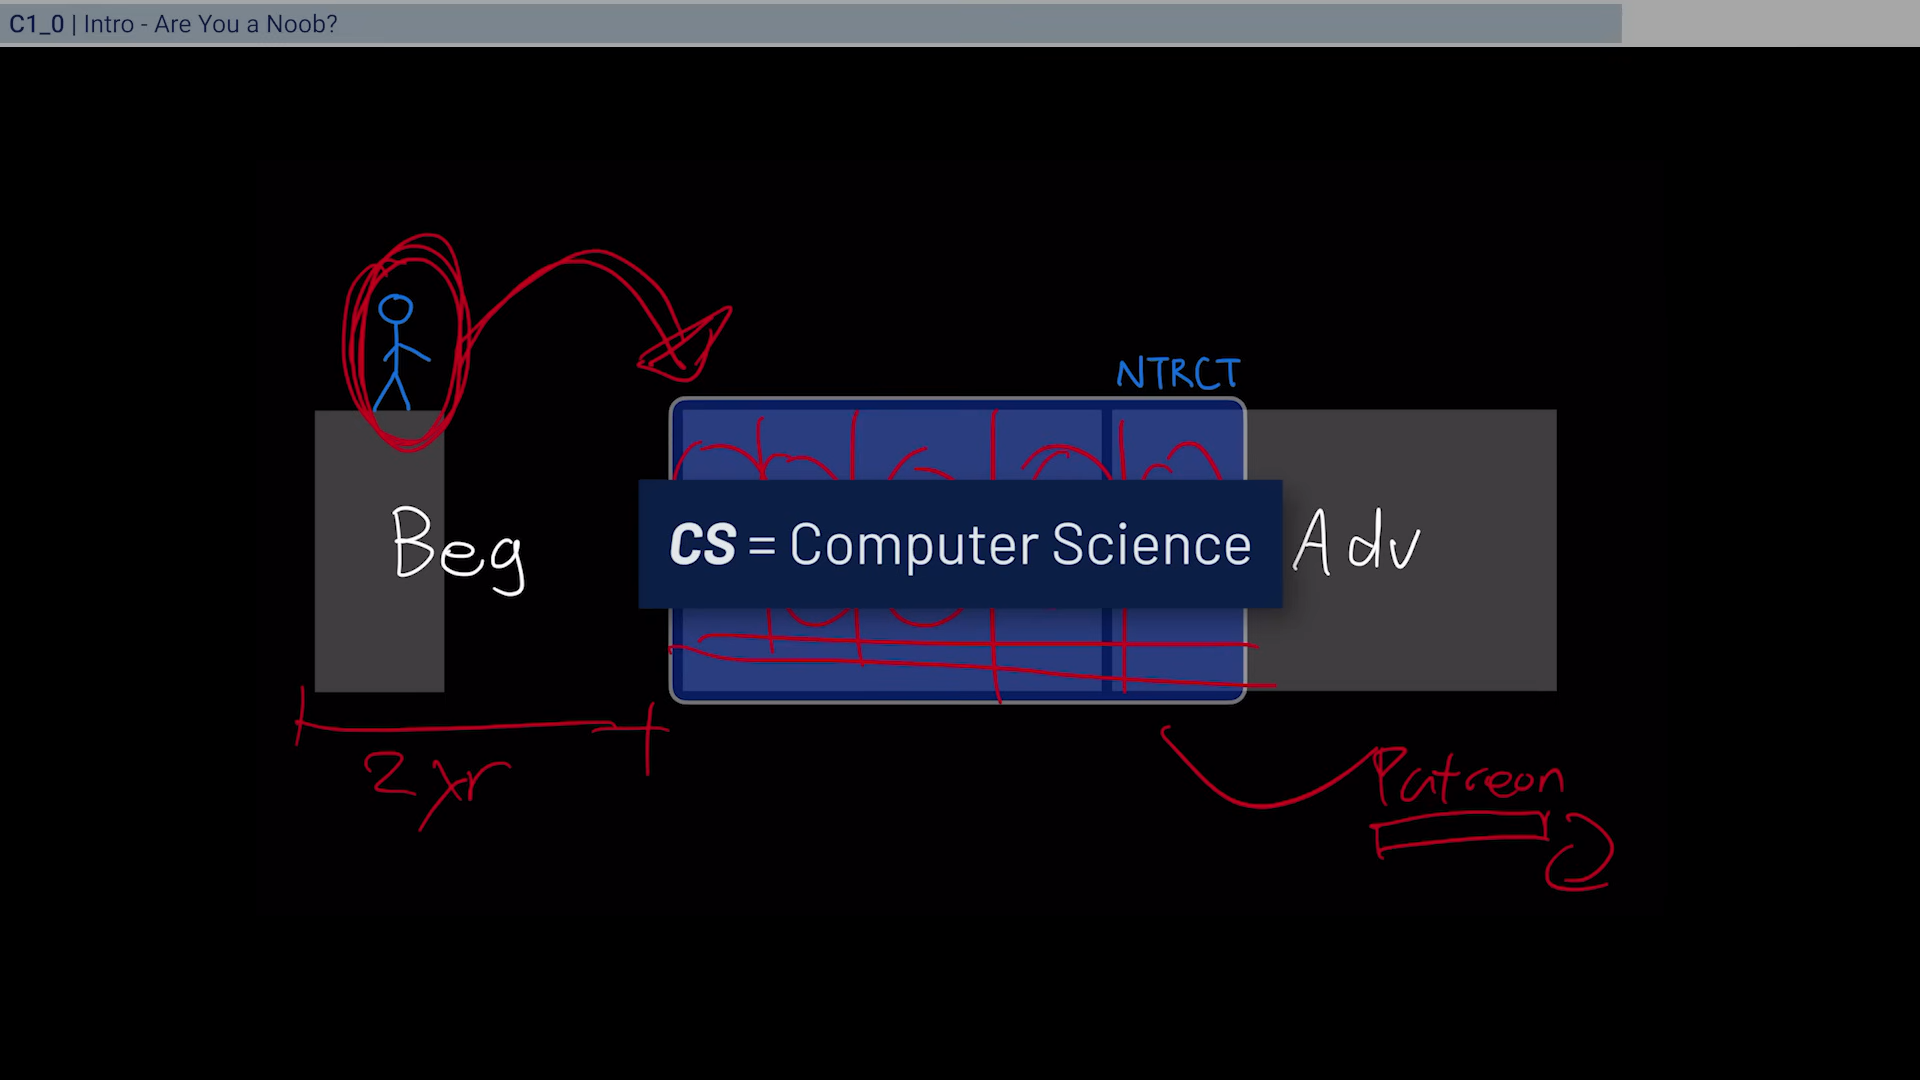 C1_0 | Intro - Are You a Noob?
NTRCT
Beg
CS = Computer Science
Adv
2 yr
Patreon